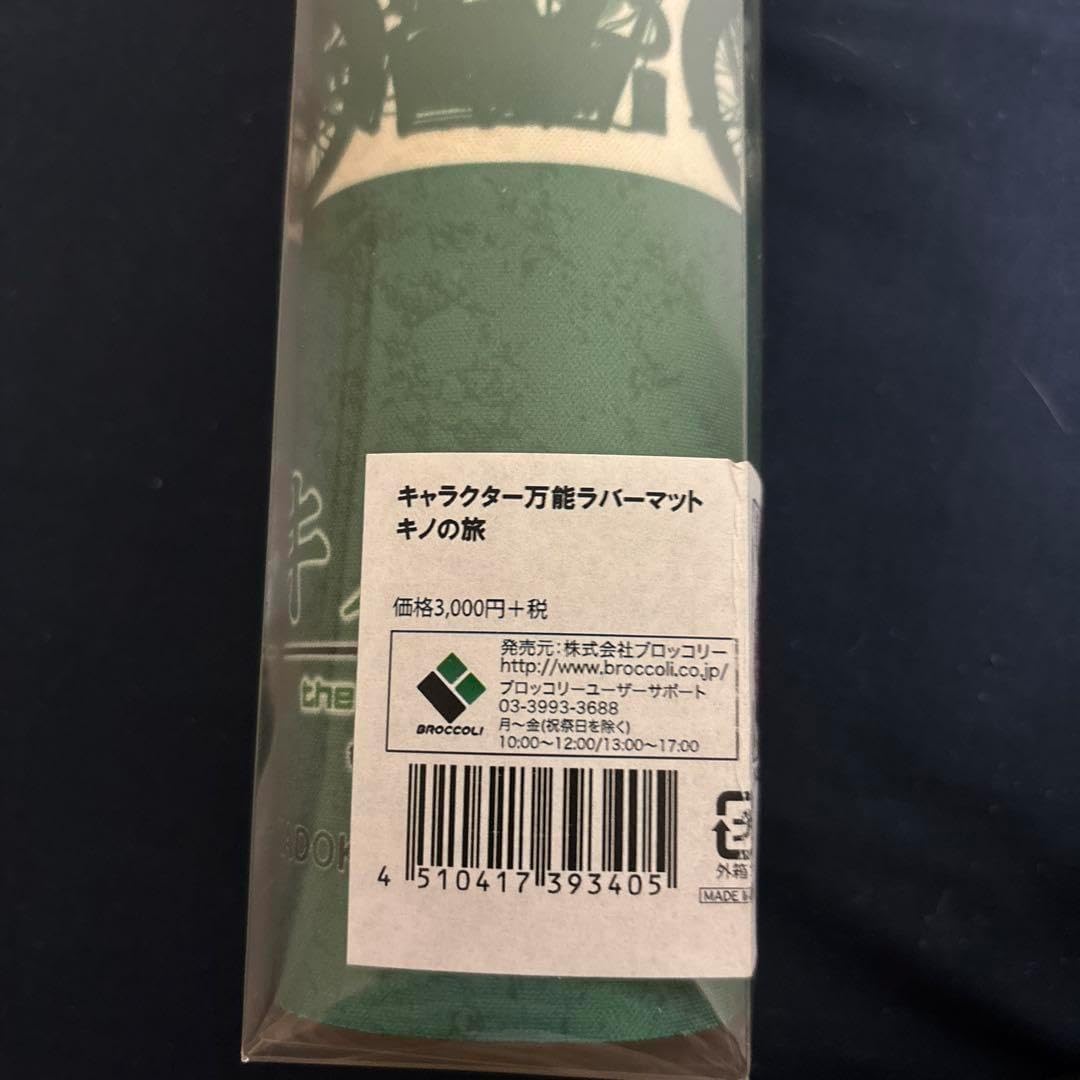 キャラクター万能ラバーマット
キノの旅
価格3,000円+税
発売元:株式会社ブロッコリー
http://www.broccoli.co.jp/
ブロッコリーユーザーサポート
03-3993-3688
月～金(祝祭日を除く)
10:00～12:00/13:00～17:00
BROCCOLI
4 510417 393405
外箱
MADE
キ
the